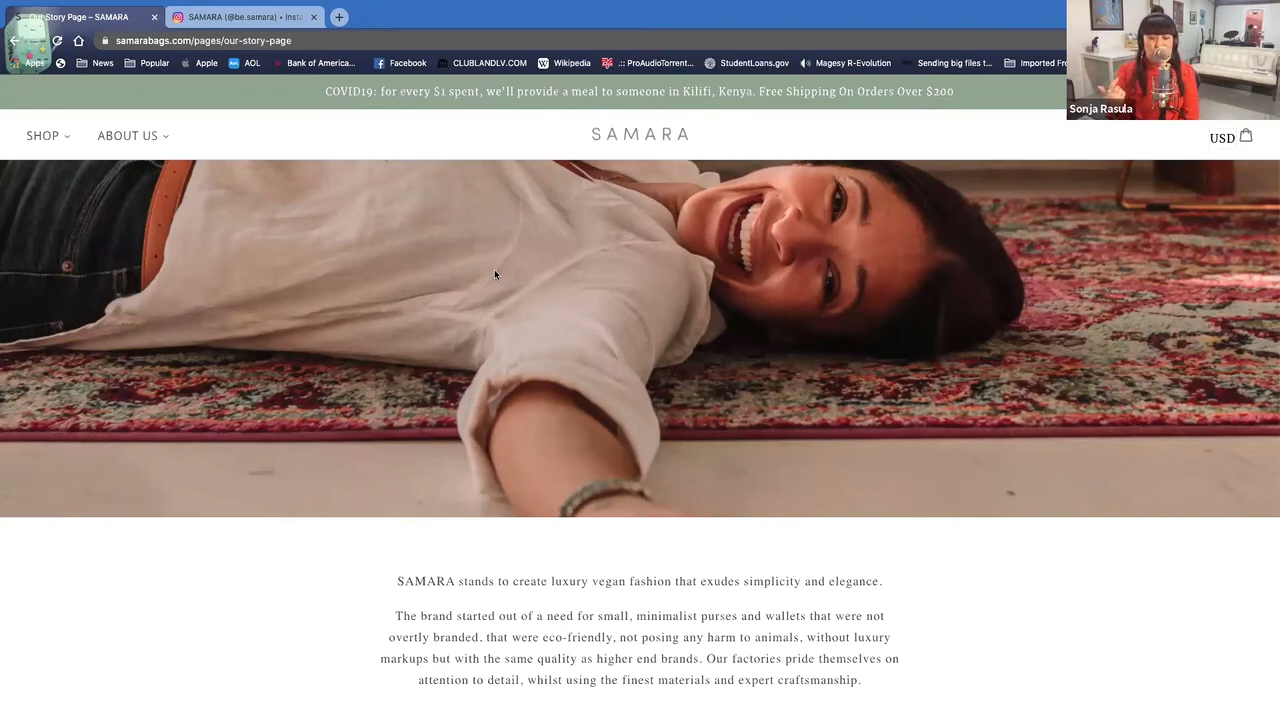 Our Story Page – SAMARA
SAMARA (@be.samara) • Insta
samarabags.com/pages/our-story-page
Apps
News
Popular
Apple
AOL
Bank of America...
Facebook
CLUBLANDLV.COM
Wikipedia
.:: ProAudioTorrent...
StudentLoans.gov
Magesy R-Evolution
Sending big files t...
Imported Fro
Sonja Rasula
COVID19: for every $1 spent, we'll provide a meal to someone in Kilifi, Kenya. Free Shipping On Orders Over $200
SHOP
ABOUT US
SAMARA
USD
SAMARA stands to create luxury vegan fashion that exudes simplicity and elegance.
The brand started out of a need for small, minimalist purses and wallets that were not
overtly branded, that were eco-friendly, not posing any harm to animals, without luxury
markups but with the same quality as higher end brands. Our factories pride themselves on
attention to detail, whilst using the finest materials and expert craftsmanship.